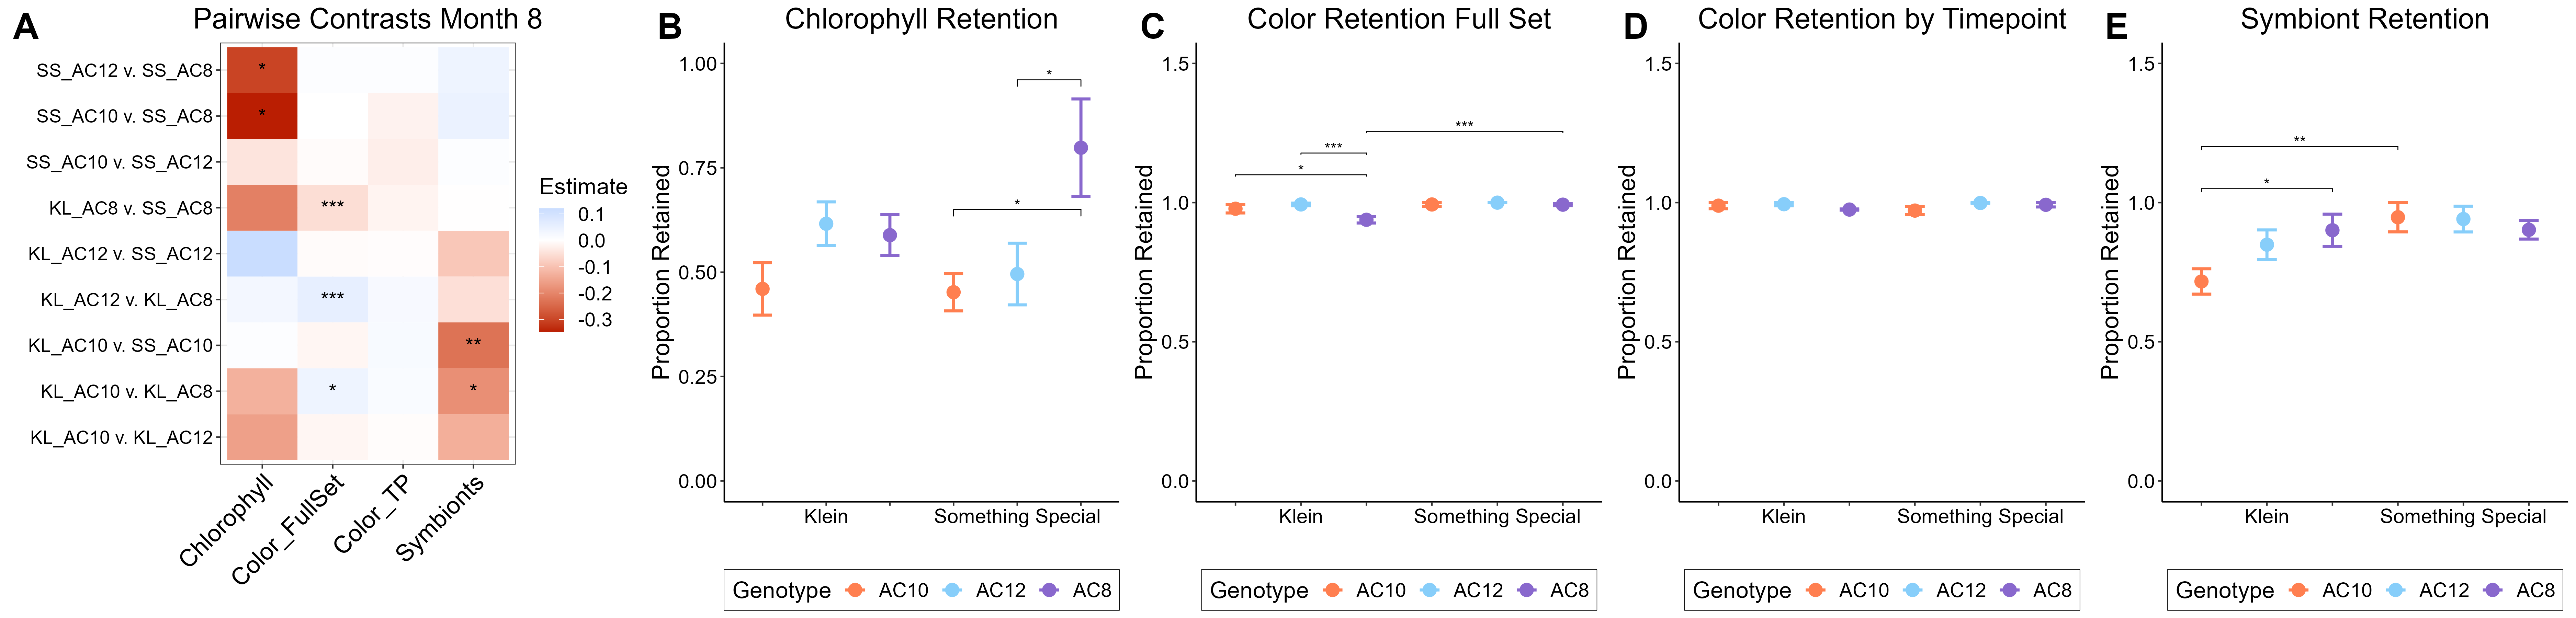 A
Pairwise Contrasts Month 8
SS_AC12 v. SS_AC8
*
SS_AC10 v. SS_AC8
*
SS_AC10 v. SS_AC12
KL_AC8 v. SS_AC8
***
KL_AC12 v. SS_AC12
KL_AC12 v. KL_AC8
***
KL_AC10 v. SS_AC10
**
KL_AC10 v. KL_AC8
* *
KL_AC10 v. KL_AC12
Chlorophyll
Color_FullSet
Color_TP
Symbionts
Estimate
0.1
0.0
-0.1
-0.2
-0.3
B
Chlorophyll Retention
Proportion Retained
1.00
0.75
0.50
0.25
0.00
*
*
Klein Something Special
Genotype AC10 AC12 AC8
C
Color Retention Full Set
Proportion Retained
1.5
1.0
0.5
0.0
***
***
*
Klein Something Special
Genotype AC10 AC12 AC8
D
Color Retention by Timepoint
Proportion Retained
1.5
1.0
0.5
0.0
Klein Something Special
Genotype AC10 AC12 AC8
E
Symbiont Retention
Proportion Retained
1.5
1.0
0.5
0.0
**
*
Klein Something Special
Genotype AC10 AC12 AC8